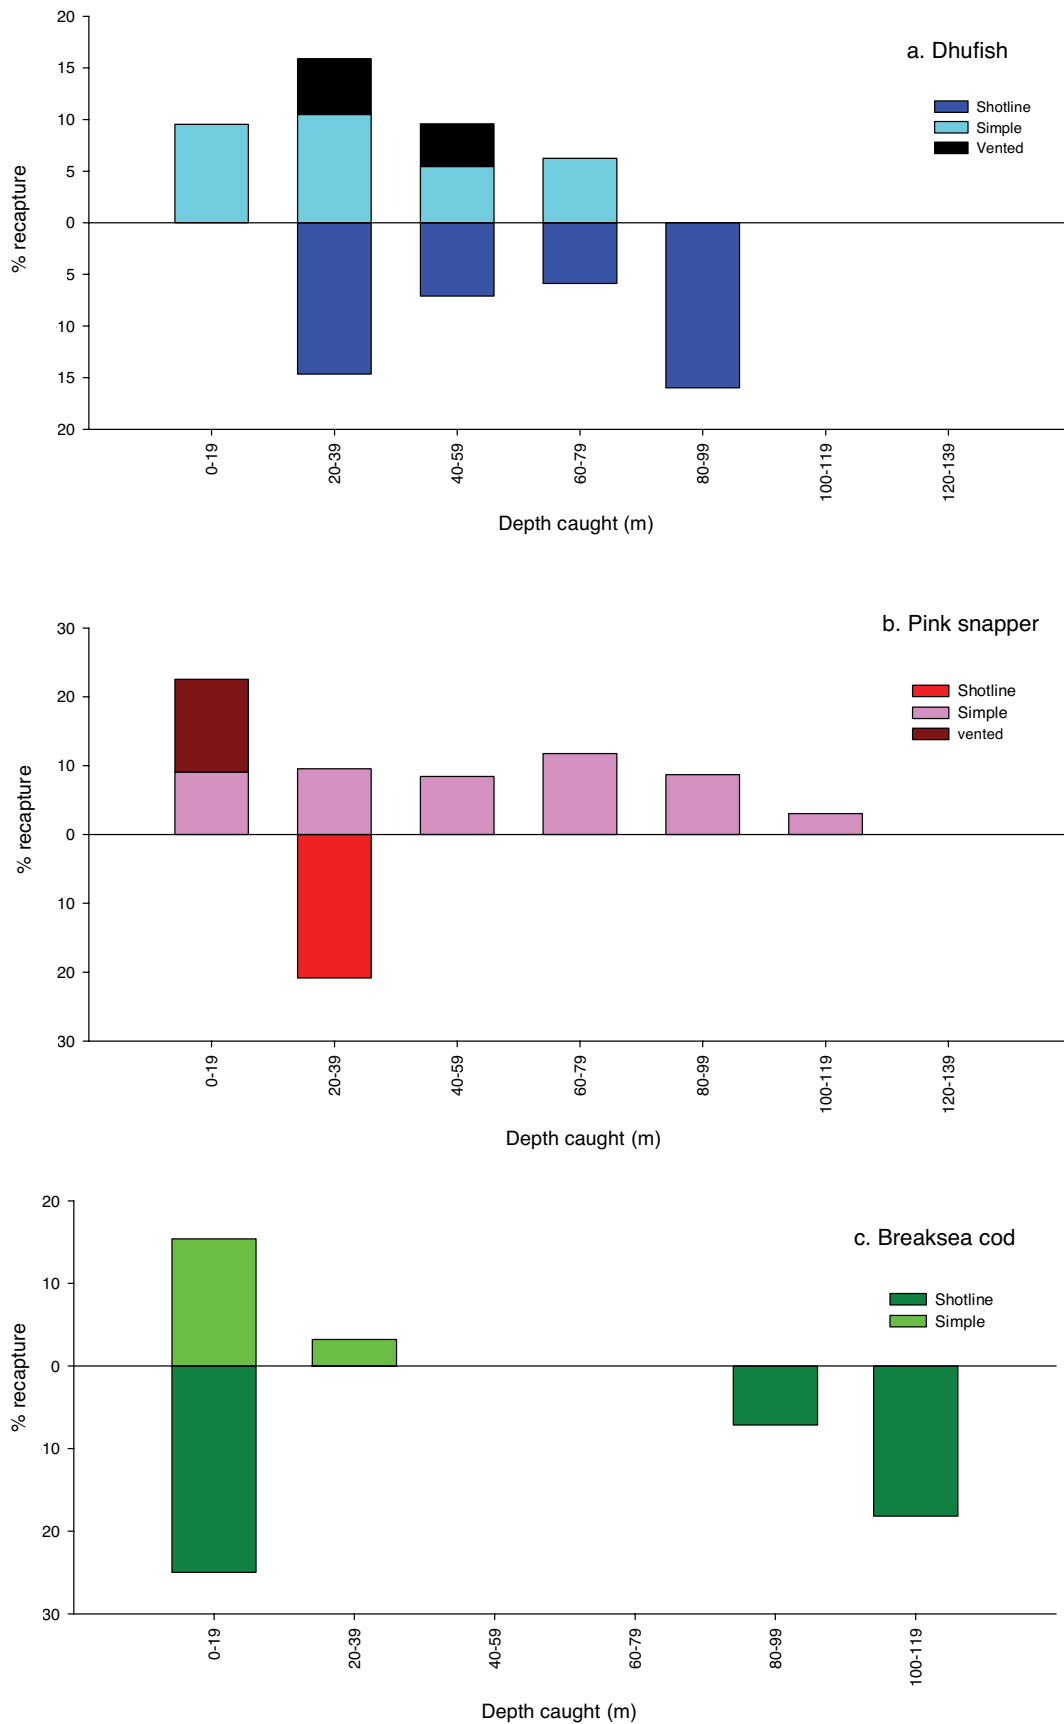 20
a. Dhufish
15
Shotline
10
Simple
Vented
5
% recapture
0
5
10
15
20
0-19
20-39
40-59
60-79
80-99
100-119
120-139
Depth caught (m)
30
b. Pink snapper
Shotline
20
Simple
vented
10
% recapture
0
10
20
30
0-19
20-39
40-59
60-79
80-99
100-119
120-139
Depth caught (m)
20
c. Breaksea cod
10
Shotline
Simple
% recapture
0
10
20
30
0-19
20-39
40-59
60-79
80-99
100-119
Depth caught (m)